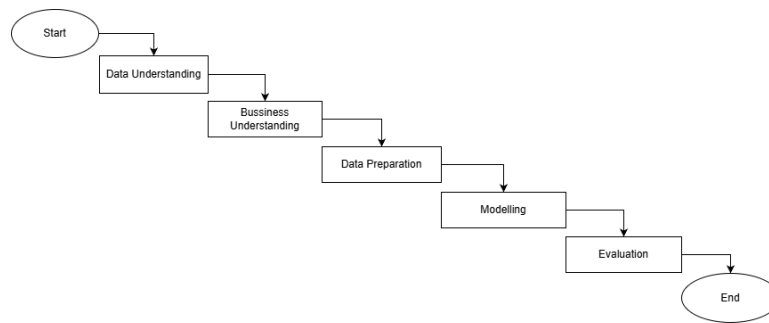 Start
Data Understanding
Bussiness
Understanding
Data Preparation
Modelling
Evaluation
End